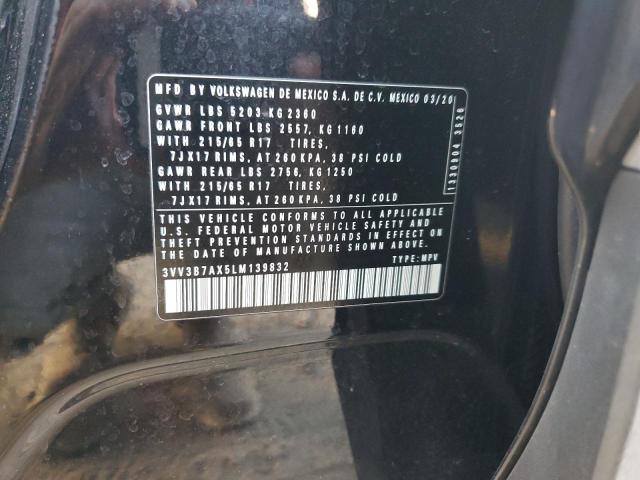 MFD BY VOLKSWAGEN DE MEXICO S.A. DE C.V. MEXICO 03/20
GVWR LBS 5203 KG 2360
GAWR FRONT LBS 2557, KG 1160
WITH 215/65 R17 TIRES,
7JX17 RIMS, AT 260 KPA, 38 PSI COLD
GAWR REAR LBS 2756, KG 1250
WITH 215/65 R17 TIRES,
7JX17 RIMS, AT 260 KPA, 38 PSI COLD
THIS VEHICLE CONFORMS TO ALL APPLICABLE
U.S. FEDERAL MOTOR VEHICLE SAFETY AND
THEFT PREVENTION STANDARDS IN EFFECT ON
THE DATE OF MANUFACTURE SHOWN ABOVE.
3VV3B7AX5LM139832 TYPE: MPV
1330804 3526